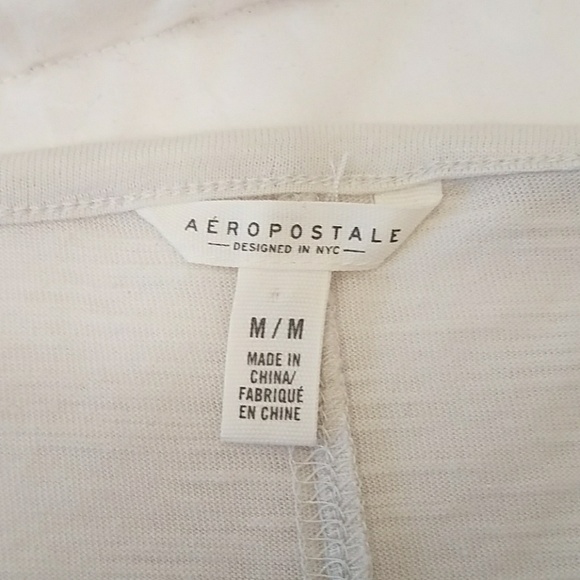 AÉROPOSTALE
DESIGNED IN NYC
M/M
MADE IN
CHINA/
FABRIQUÉ
EN CHINE